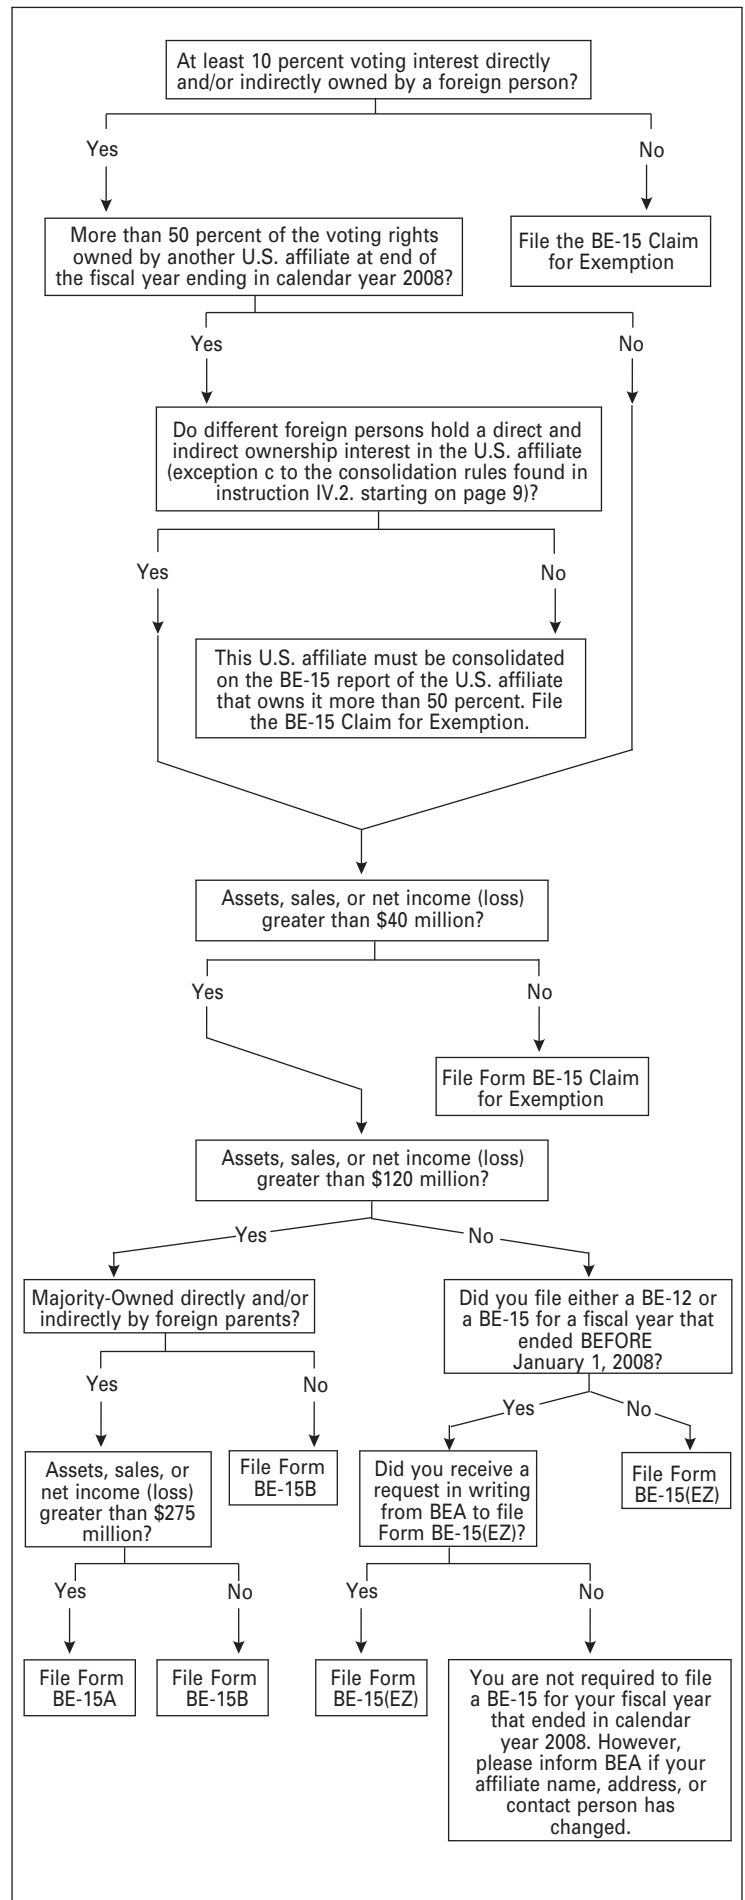 At least 10 percent voting interest directly
and/or indirectly owned by a foreign person?
Yes
No
More than 50 percent of the voting rights
owned by another U.S. affiliate at end of
the fiscal year ending in calendar year 2008?
File the BE-15 Claim
for Exemption
Yes
No
Do different foreign persons hold a direct and
indirect ownership interest in the U.S. affiliate
(exception c to the consolidation rules found in
instruction IV.2. starting on page 9)?
Yes
No
This U.S. affiliate must be consolidated
on the BE-15 report of the U.S. affiliate
that owns it more than 50 percent. File
the BE-15 Claim for Exemption.
Assets, sales, or net income (loss)
greater than $40 million?
Yes
No
File Form BE-15 Claim
for Exemption
Assets, sales, or net income (loss)
greater than $120 million?
Yes
No
Majority-Owned directly and/or
indirectly by foreign parents?
Did you file either a BE-12 or
a BE-15 for a fiscal year that
ended BEFORE
January 1, 2008?
Yes
No
Yes
No
Assets, sales, or
net income (loss)
greater than $275
million?
File Form
BE-15B
Did you receive a
request in writing
from BEA to file
Form BE-15(EZ)?
File Form
BE-15(EZ)
Yes
No
Yes
No
File Form
BE-15A
File Form
BE-15B
File Form
BE-15(EZ)
You are not required to file
a BE-15 for your fiscal year
that ended in calendar
year 2008. However,
please inform BEA if your
affiliate name, address, or
contact person has
changed.